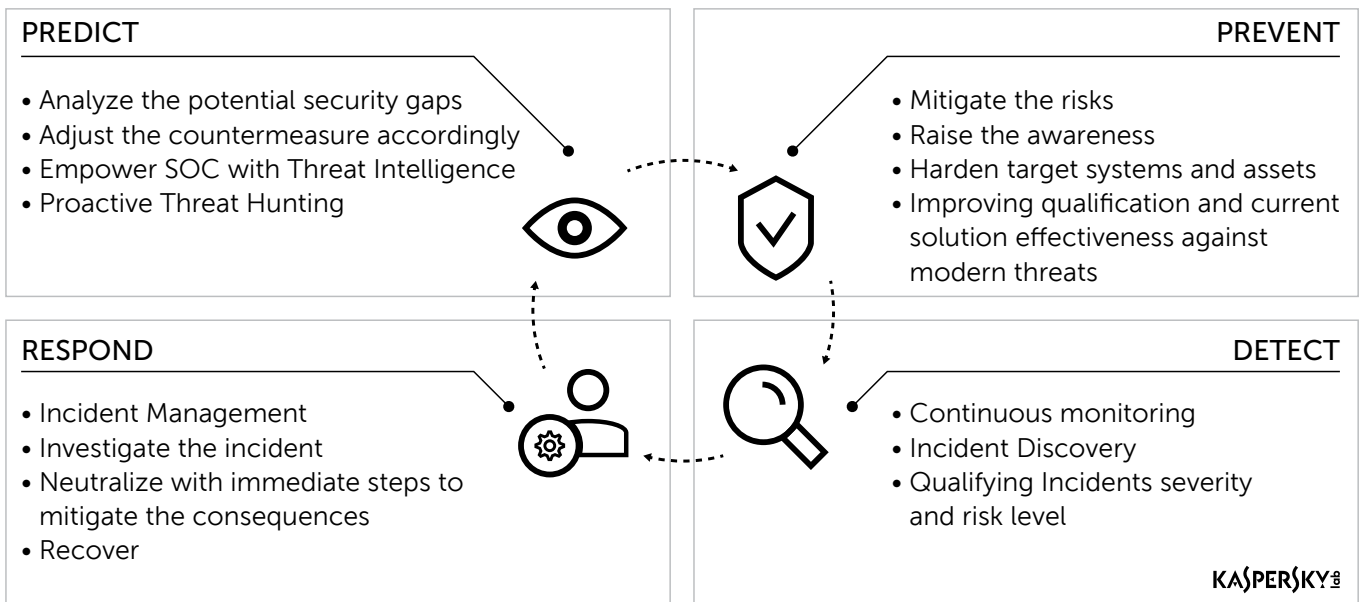 PREDICT
• Analyze the potential security gaps
• Adjust the countermeasure accordingly
• Empower SOC with Threat Intelligence
• Proactive Threat Hunting
PREVENT
• Mitigate the risks
• Raise the awareness
• Harden target systems and assets
• Improving qualification and current
solution effectiveness against
modern threats
RESPOND
• Incident Management
• Investigate the incident
• Neutralize with immediate steps to
mitigate the consequences
• Recover
DETECT
• Continuous monitoring
• Incident Discovery
• Qualifying Incidents severity
and risk level
KASPERSKY lab